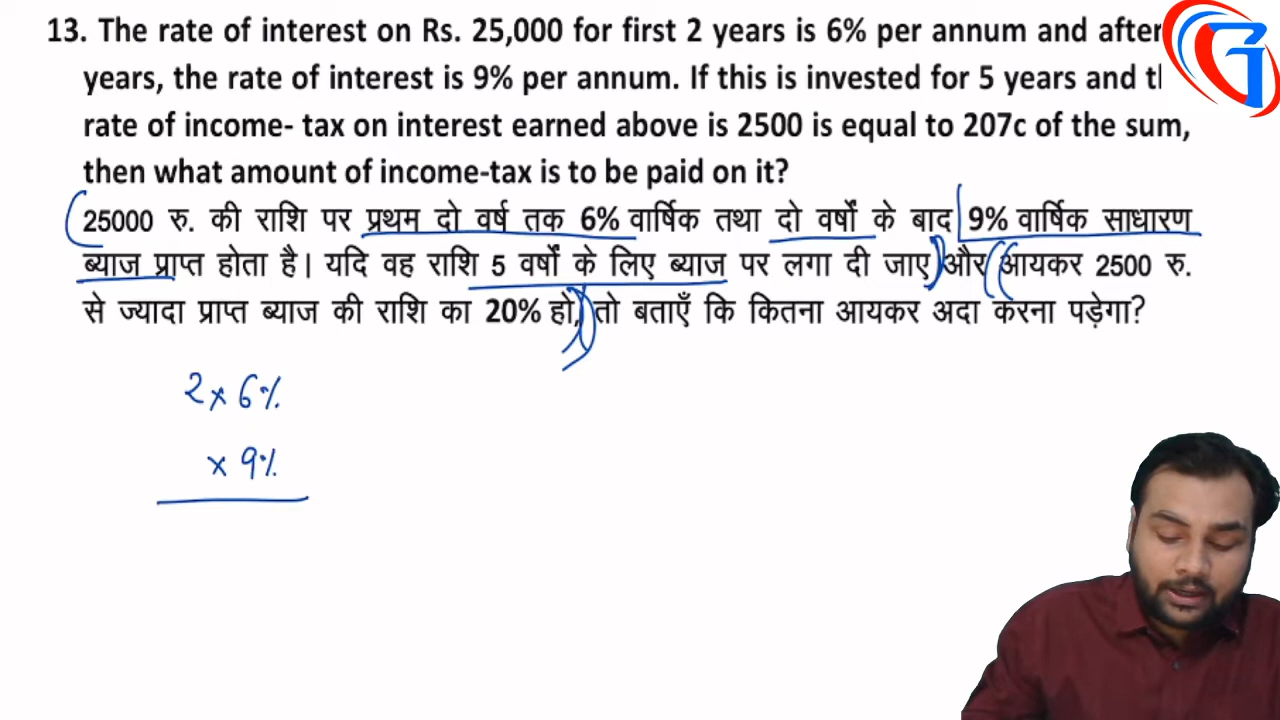 13. The rate of interest on Rs. 25,000 for first 2 years is 6% per annum and after
years, the rate of interest is 9% per annum. If this is invested for 5 years and
rate of income- tax on interest earned above is 2500 is equal to 207c of the sum,
then what amount of income-tax is to be paid on it?
25000 रु. की राशि पर प्रथम दो वर्ष तक 6% वार्षिक तथा दो वर्षों के बाद 9% वार्षिक साधारण
ब्याज प्राप्त होता है। यदि वह राशि 5 वर्षों के लिए ब्याज पर लगा दी जाए और आयकर 2500 रु.
से ज्यादा प्राप्त ब्याज की राशि का 20% हो, तो बताएँ कि कितना आयकर अदा करना पड़ेगा?
2 × 6%
× 9%